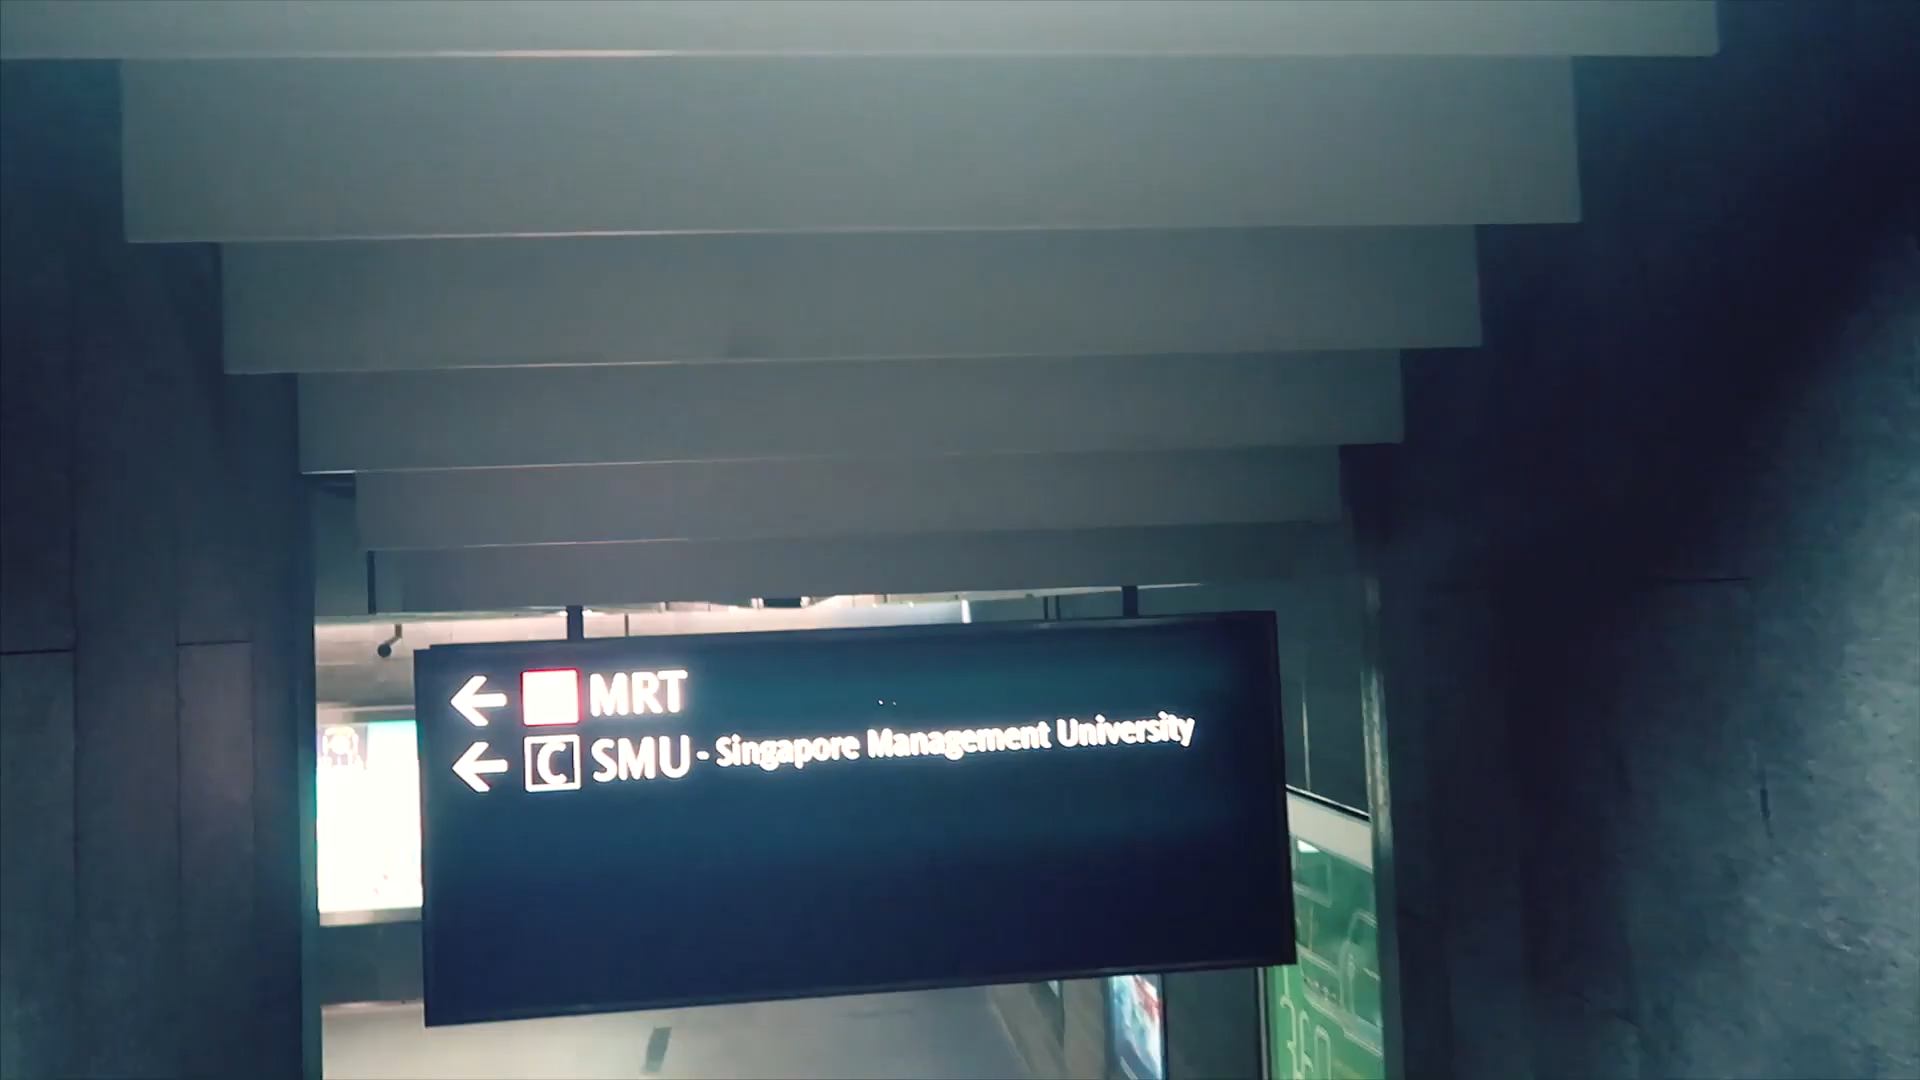 ← MRT
← C SMU - Singapore Management University